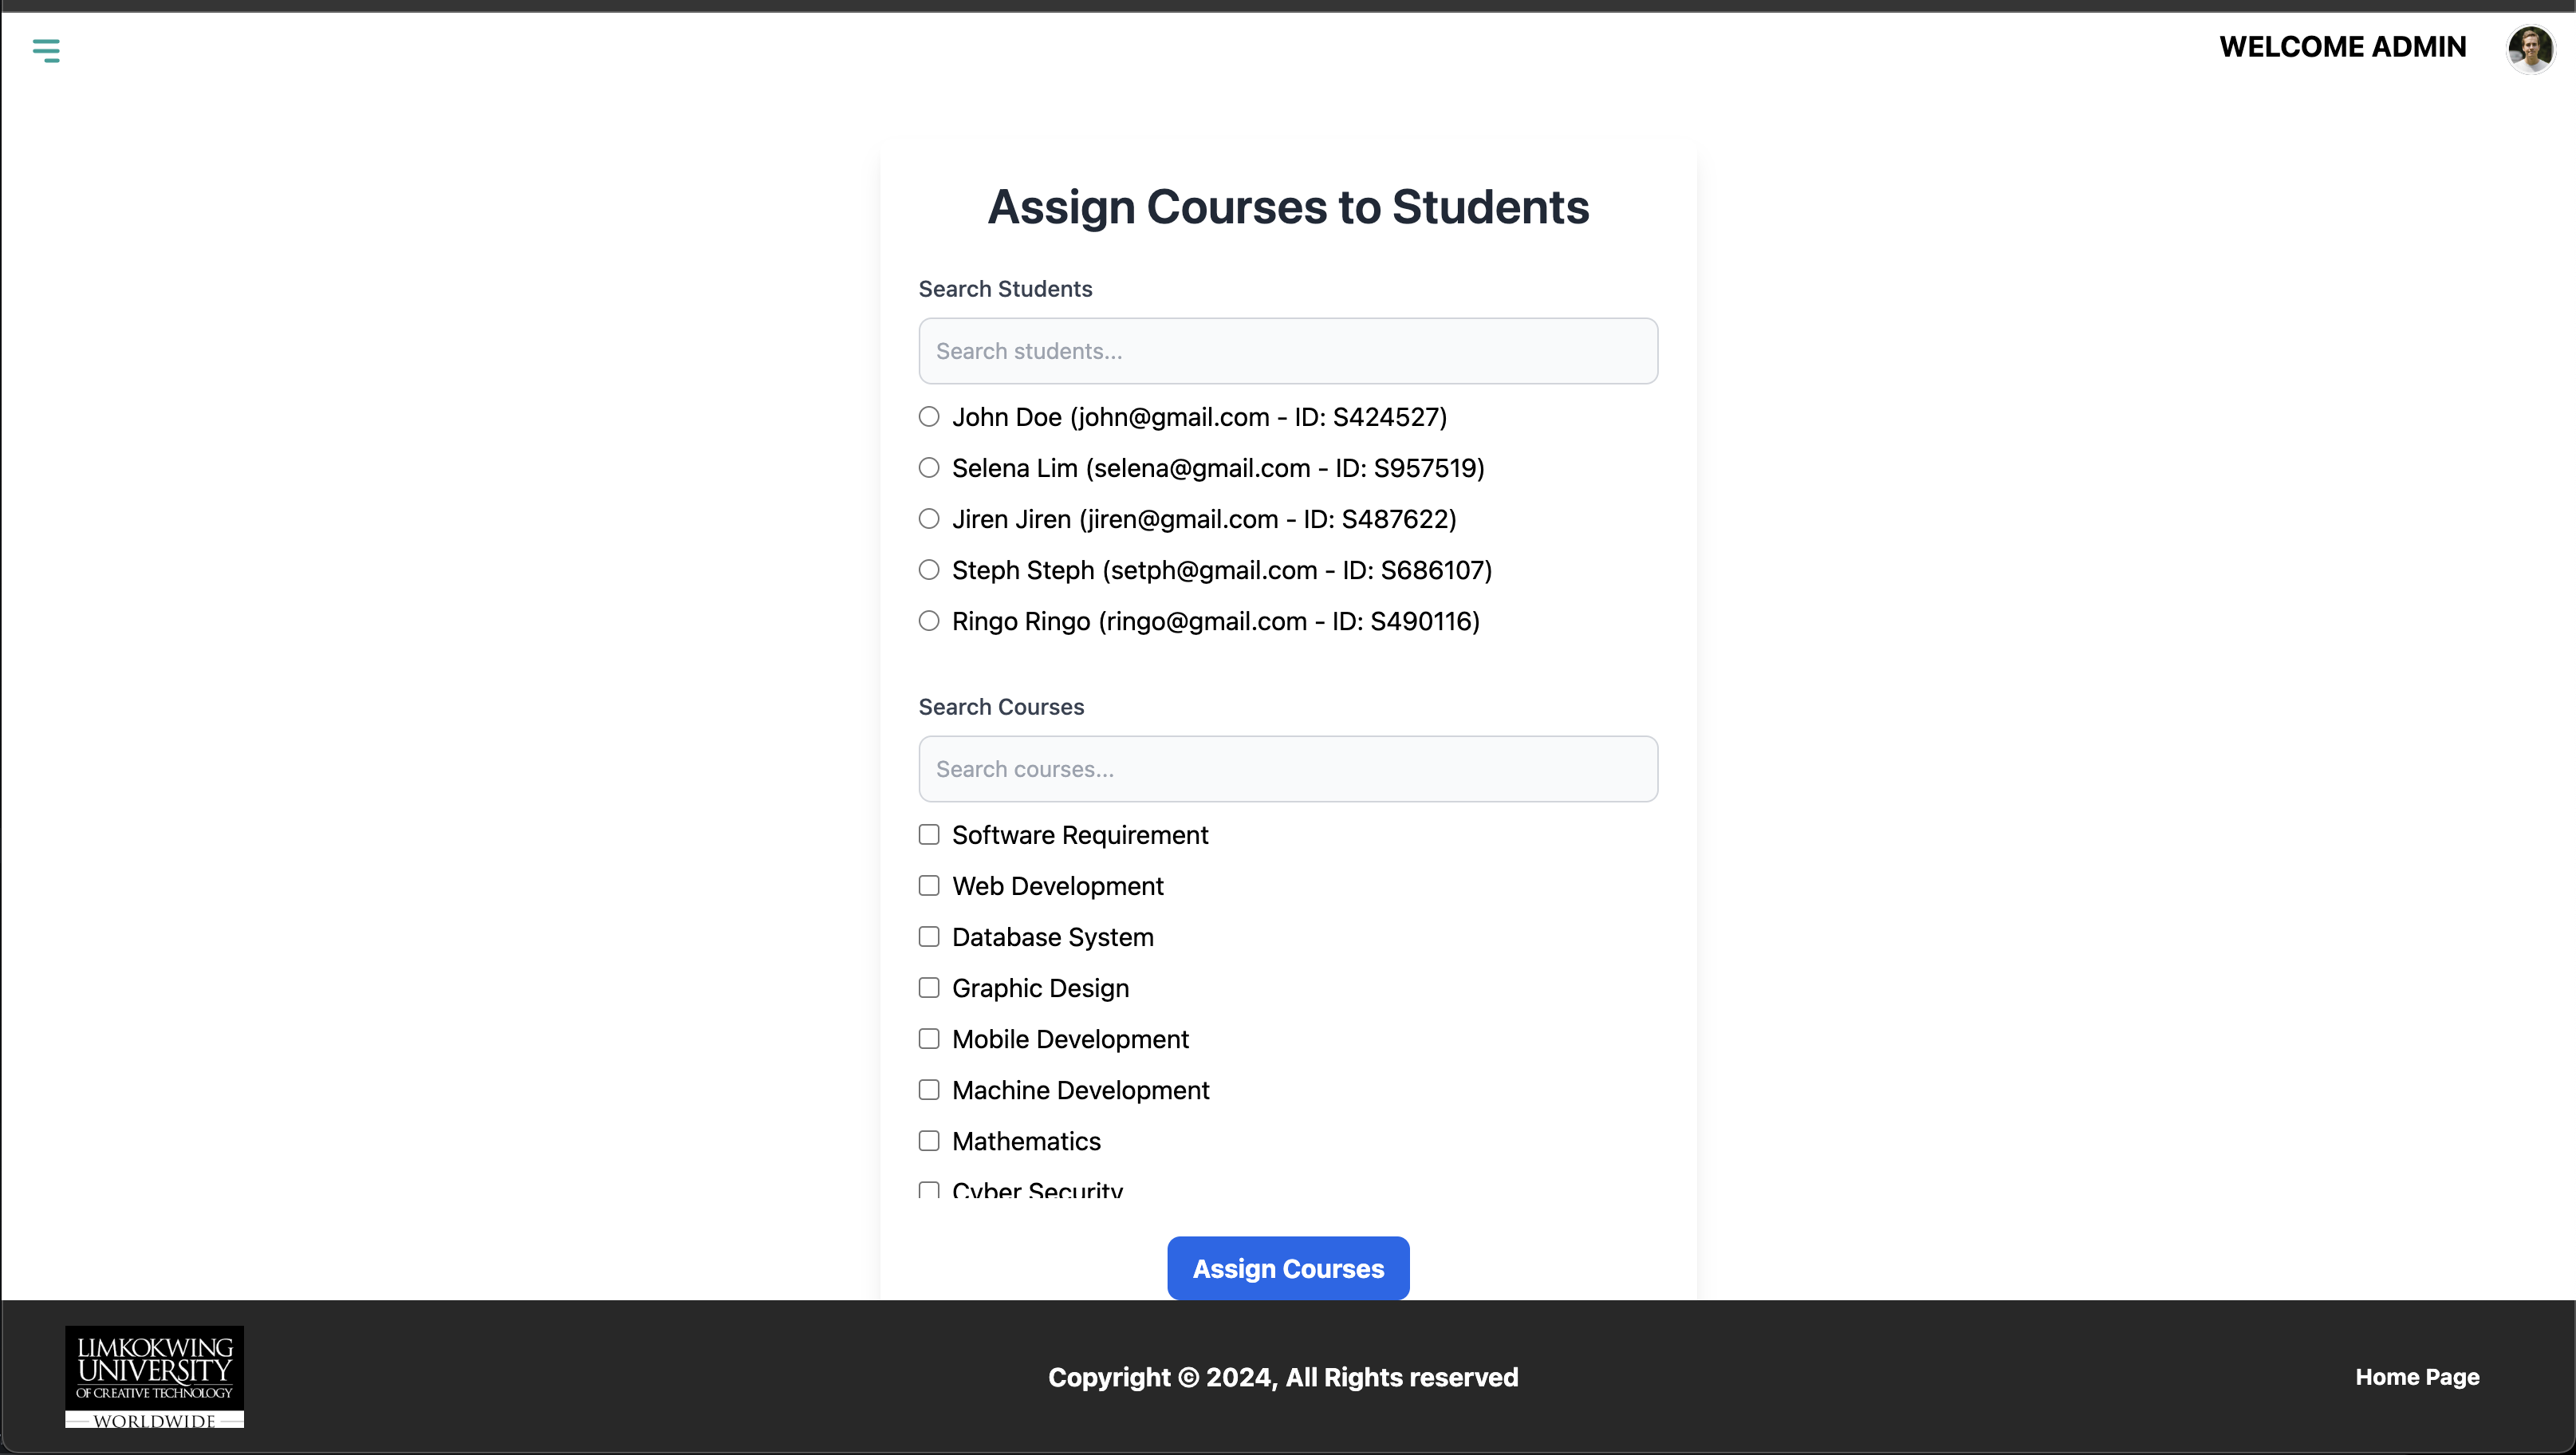 WELCOME ADMIN
Assign Courses to Students
Search Students
Search students...
John Doe (john@gmail.com - ID: S424527)
Selena Lim (selena@gmail.com - ID: S957519)
Jiren Jiren (jiren@gmail.com - ID: S487622)
Steph Steph (setph@gmail.com - ID: S686107)
Ringo Ringo (ringo@gmail.com - ID: S490116)
Search Courses
Search courses...
Software Requirement
Web Development
Database System
Graphic Design
Mobile Development
Machine Development
Mathematics
Cyber Security
Assign Courses
LIMKOKWING
UNIVERSITY
OF CREATIVE TECHNOLOGY
WORLDWIDE
Copyright © 2024, All Rights reserved
Home Page